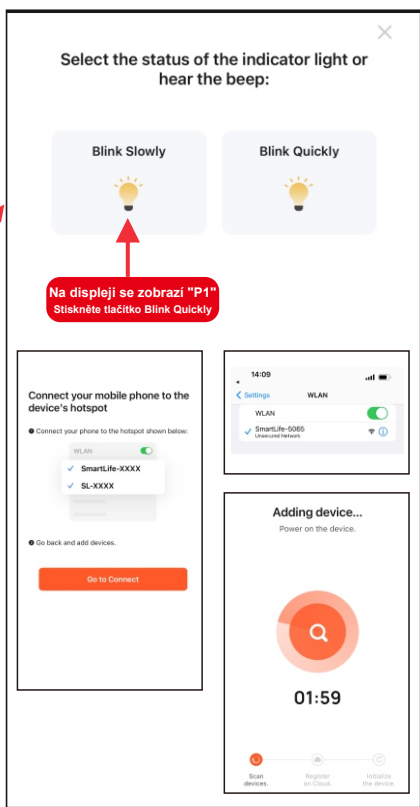 Select the status of the indicator light or
hear the beep:
Blink Slowly
Blink Quickly
Na displeji se zobrazí "P1"
Stiskněte tlačítko Blink Quickly
Connect your mobile phone to the
device's hotspot
❶ Connect your phone to the hotspot shown below:
WLAN
SmartLife-XXXX
SL-XXXX
❷ Go back and add devices.
Go to Connect
14:09
Settings
WLAN
WLAN
SmartLife-5065
Unsecured Network
Adding device...
Power on the device.
01:59
Scan
devices.
Register
on Cloud.
Initialize
the device.